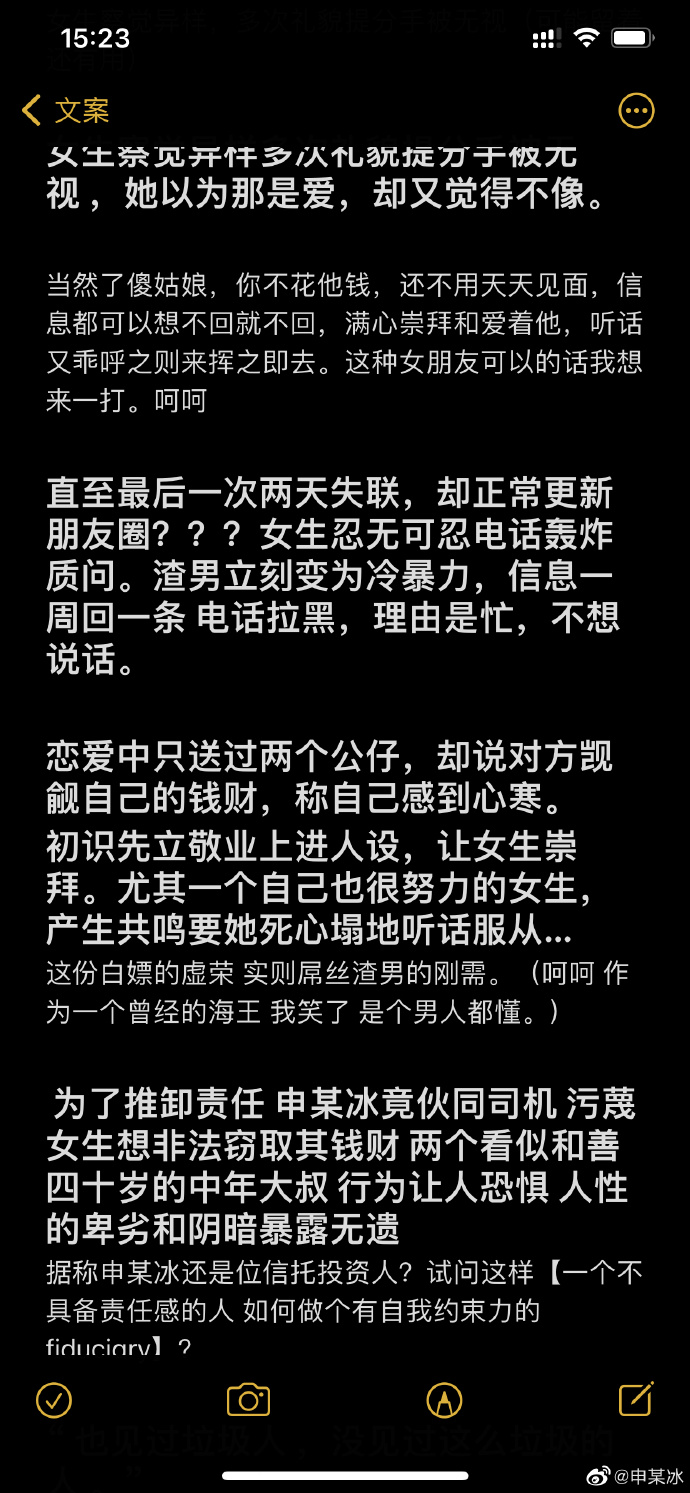 15:23
文案
女生察觉异样多次礼貌提分手被无
视 ，她以为那是爱，却又觉得不像。
当然了傻姑娘，你不花他钱，还不用天天见面，信
息都可以想不回就不回，满心崇拜和爱着他，听话
又乖呼之则来挥之即去。这种女朋友可以的话我想
来一打。呵呵
直至最后一次两天失联，却正常更新
朋友圈？？？女生忍无可忍电话轰炸
质问。渣男立刻变为冷暴力，信息一
周回一条 电话拉黑，理由是忙，不想
说话。
恋爱中只送过两个公仔，却说对方觊
觎自己的钱财，称自己感到心寒。
初识先立敬业上进人设，让女生崇
拜。尤其一个自己也很努力的女生，
产生共鸣要她死心塌地听话服从...
这份白嫖的虚荣 实则屌丝渣男的刚需。（呵呵 作
为一个曾经的海王 我笑了 是个男人都懂。）
为了推卸责任 申某冰竟伙同司机 污蔑
女生想非法窃取其钱财 两个看似和善
四十岁的中年大叔 行为让人恐惧 人性
的卑劣和阴暗暴露无遗
据称申某冰还是位信托投资人？试问这样【一个不
具备责任感的人 如何做个有自我约束力的
fiduciary】？
“也见过垃圾人，没见过这么垃圾的
人
@申某冰